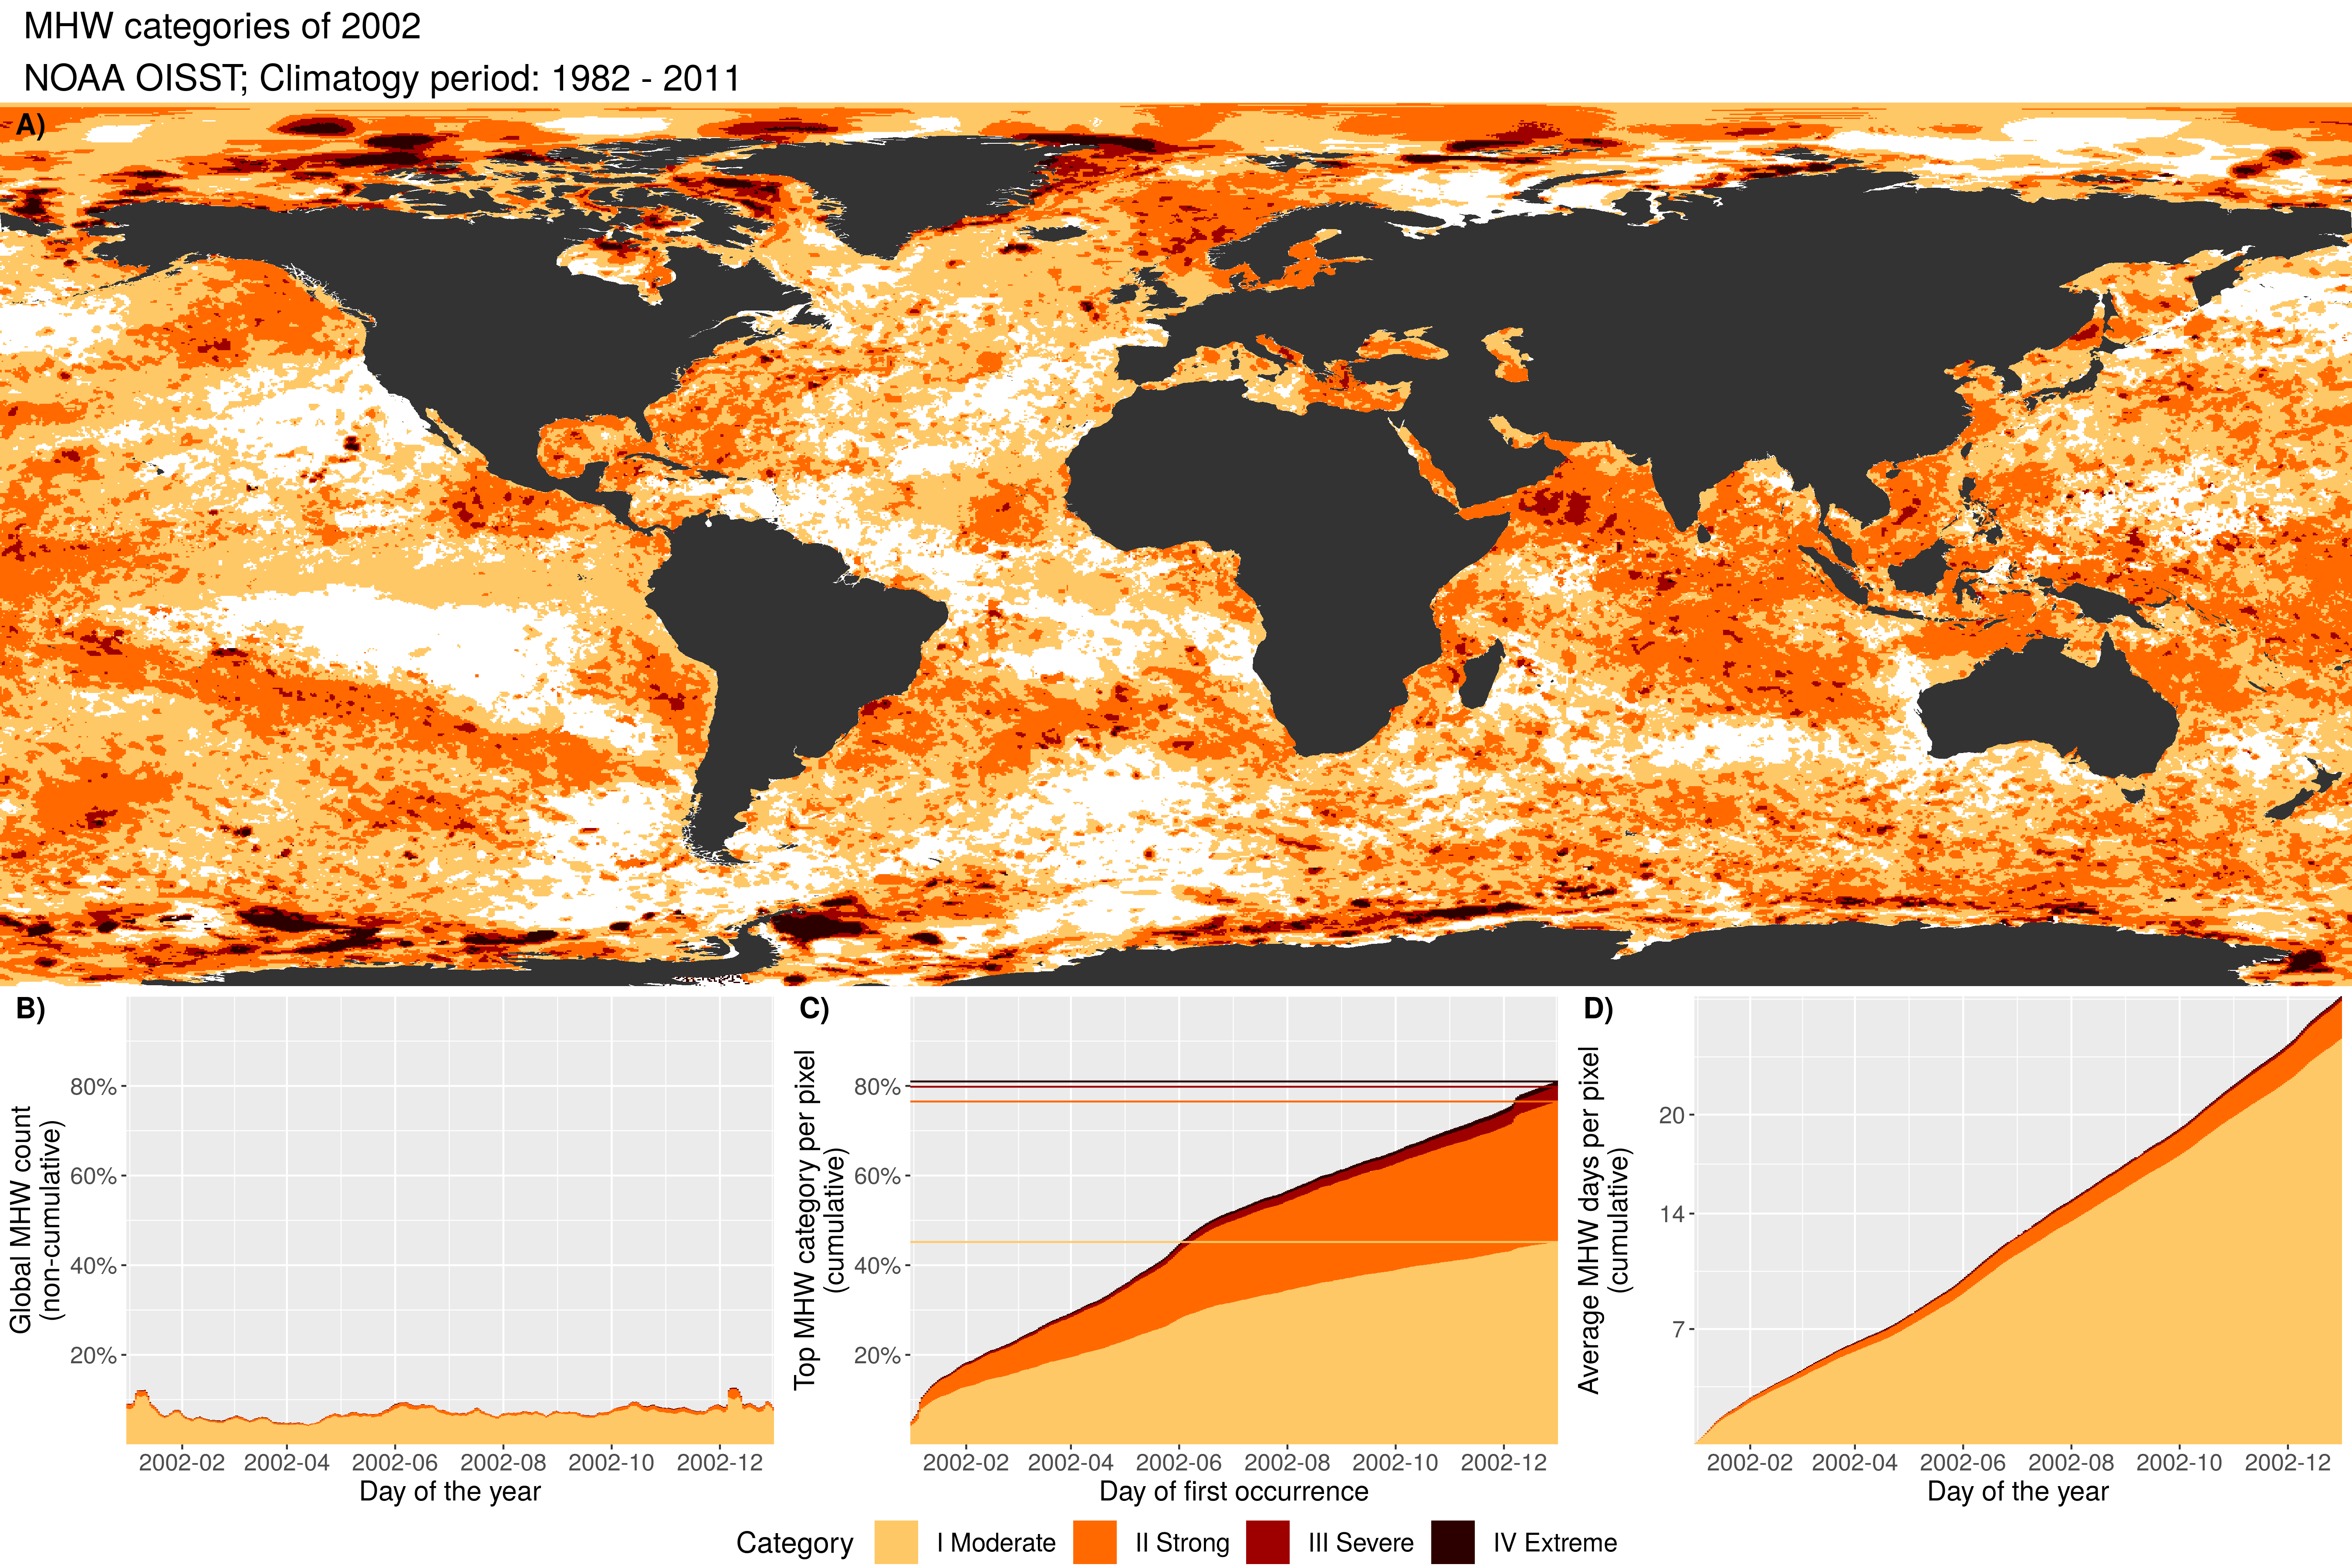 MHW categories of 2002
NOAA OISST; Climatogy period: 1982 - 2011
A)
B)
Global MHW count
(non-cumulative)
80%
60%
40%
20%
2002-02 2002-04 2002-06 2002-08 2002-10 2002-12
Day of the year
C)
Top MHW category per pixel
(cumulative)
80%
60%
40%
20%
2002-02 2002-04 2002-06 2002-08 2002-10 2002-12
Day of first occurrence
D)
Average MHW days per pixel
(cumulative)
20
14
7
2002-02 2002-04 2002-06 2002-08 2002-10 2002-12
Day of the year
Category I Moderate II Strong III Severe IV Extreme